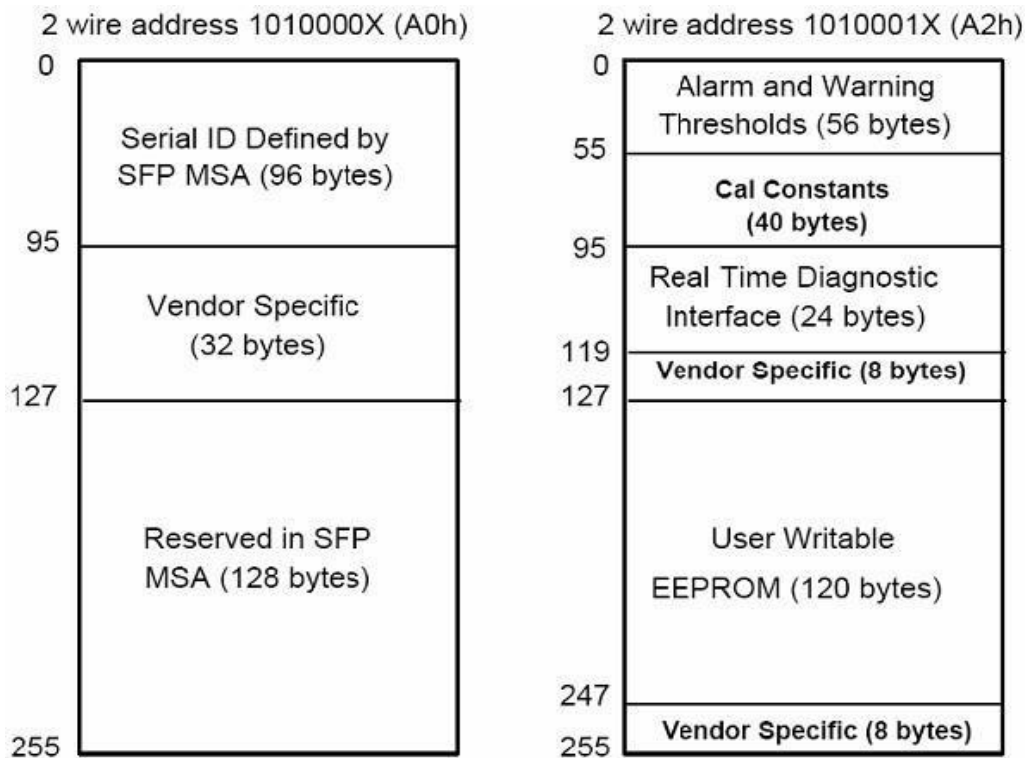 2 wire address 1010000X (A0h)
0
Serial ID Defined by
SFP MSA (96 bytes)
95
Vendor Specific
(32 bytes)
127
Reserved in SFP
MSA (128 bytes)
255
2 wire address 1010001X (A2h)
0
Alarm and Warning
Thresholds (56 bytes)
55
Cal Constants
(40 bytes)
95
Real Time Diagnostic
Interface (24 bytes)
119
Vendor Specific (8 bytes)
127
User Writable
EEPROM (120 bytes)
247
Vendor Specific (8 bytes)
255